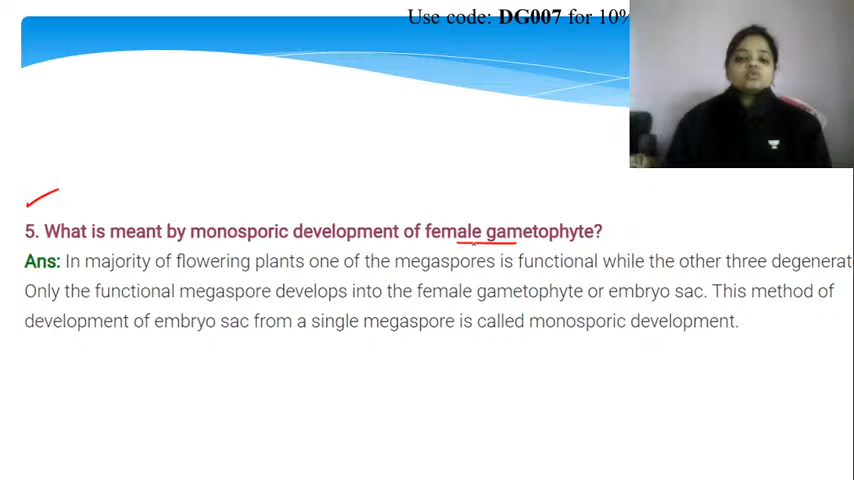 Use code: DG007 for 10%
5. What is meant by monosporic development of female gametophyte?
Ans: In majority of flowering plants one of the megaspores is functional while the other three degenerat
Only the functional megaspore develops into the female gametophyte or embryo sac. This method of
development of embryo sac from a single megaspore is called monosporic development.